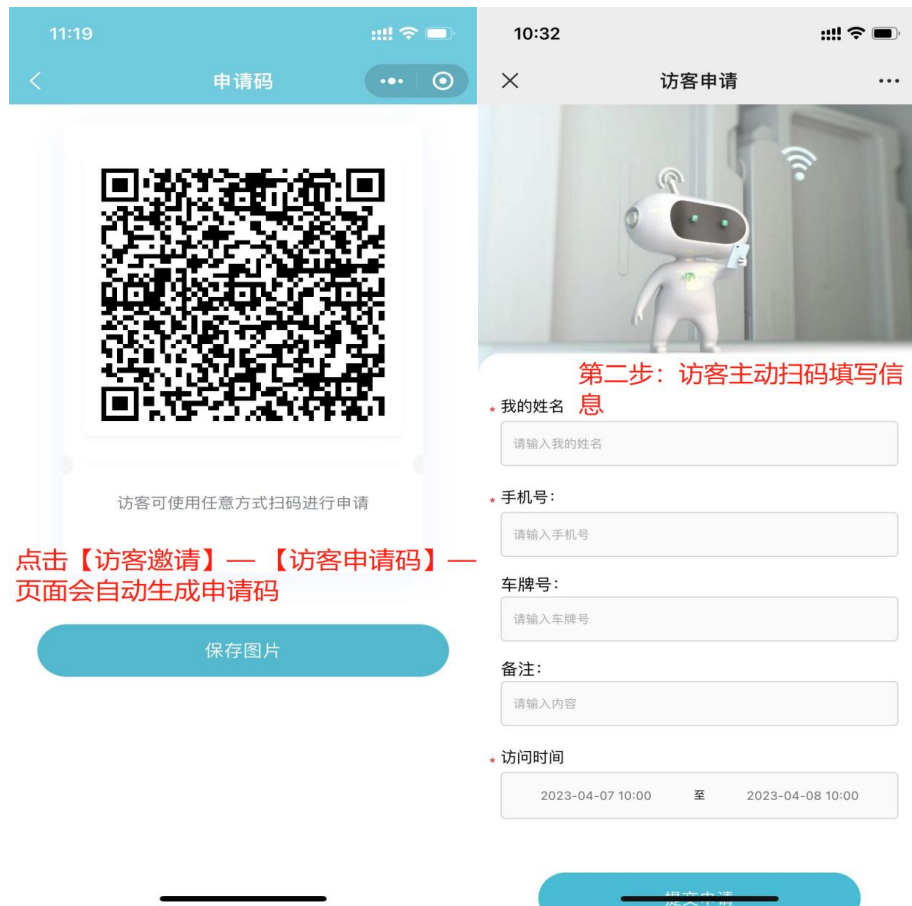 11:19
申请码
访客可使用任意方式扫码进行申请
点击【访客邀请】—【访客申请码】—
页面会自动生成申请码
保存图片
10:32
访客申请
第二步：访客主动扫码填写信
息
* 我的姓名
请输入我的姓名
* 手机号：
请输入手机号
车牌号：
请输入车牌号
备注：
请输入内容
* 访问时间
2023-04-07 10:00 至 2023-04-08 10:00
提交申请